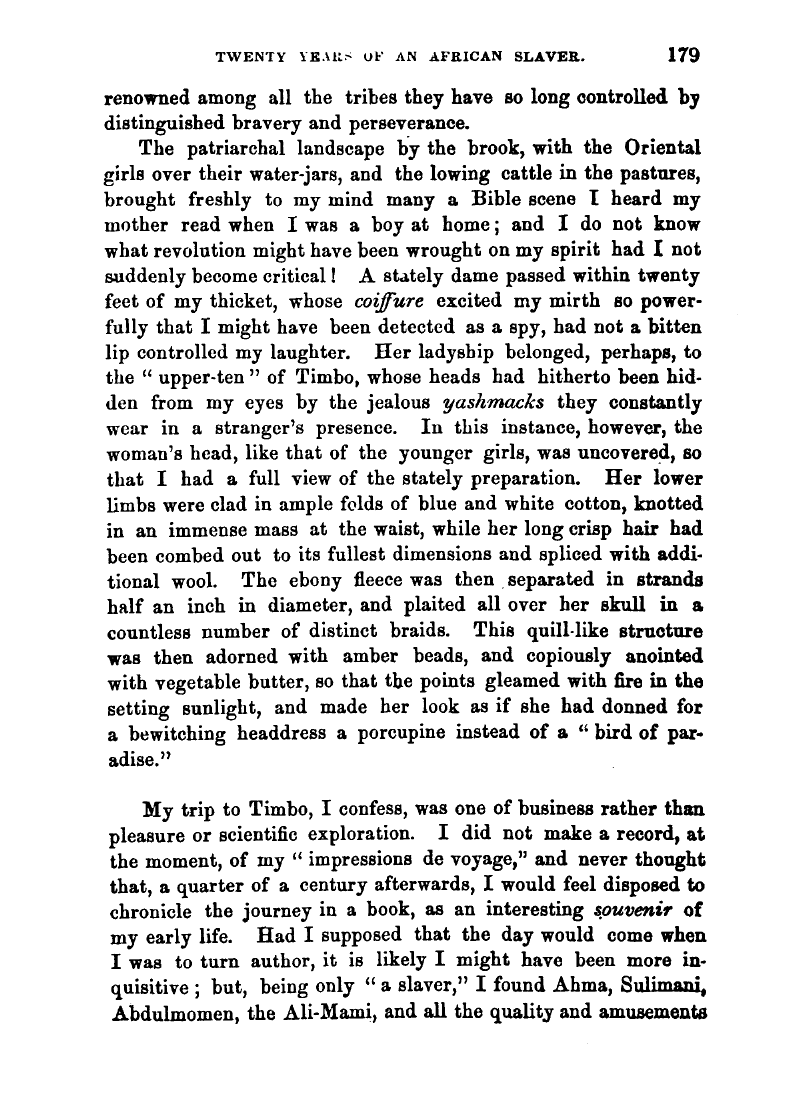 TWENTY YEARS OF AN AFRICAN SLAVER. 179
renowned among all the tribes they have so long controlled by
distinguished bravery and perseverance.
The patriarchal landscape by the brook, with the Oriental
girls over their water-jars, and the lowing cattle in the pastures,
brought freshly to my mind many a Bible scene I heard my
mother read when I was a boy at home; and I do not know
what revolution might have been wrought on my spirit had I not
suddenly become critical! A stately dame passed within twenty
feet of my thicket, whose coiffure excited my mirth so power-
fully that I might have been detected as a spy, had not a bitten
lip controlled my laughter. Her ladyship belonged, perhaps, to
the “ upper-ten ” of Timbo, whose heads had hitherto been hid-
den from my eyes by the jealous yashmacks they constantly
wear in a stranger’s presence. In this instance, however, the
woman’s head, like that of the younger girls, was uncovered, so
that I had a full view of the stately preparation. Her lower
limbs were clad in ample folds of blue and white cotton, knotted
in an immense mass at the waist, while her long crisp hair had
been combed out to its fullest dimensions and spliced with addi-
tional wool. The ebony fleece was then separated in strands
half an inch in diameter, and plaited all over her skull in a
countless number of distinct braids. This quill-like structure
was then adorned with amber beads, and copiously anointed
with vegetable butter, so that the points gleamed with fire in the
setting sunlight, and made her look as if she had donned for
a bewitching headdress a porcupine instead of a “ bird of par-
adise.”
My trip to Timbo, I confess, was one of business rather than
pleasure or scientific exploration. I did not make a record, at
the moment, of my “ impressions de voyage,” and never thought
that, a quarter of a century afterwards, I would feel disposed to
chronicle the journey in a book, as an interesting souvenir of
my early life. Had I supposed that the day would come when
I was to turn author, it is likely I might have been more in-
quisitive ; but, being only “ a slaver,” I found Ahma, Sulimani,
Abdulmomen, the Ali-Mami, and all the quality and amusements